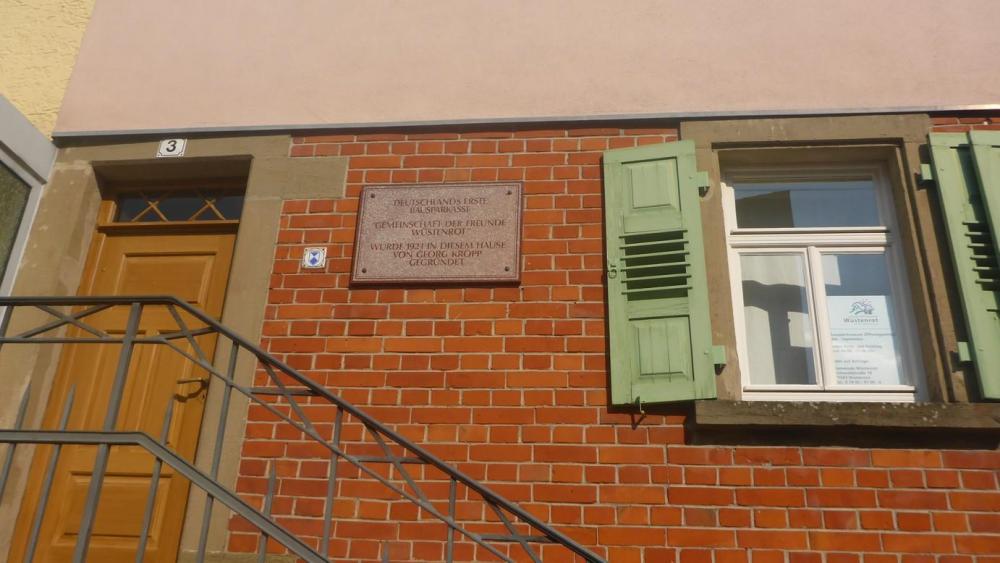 3
DEUTSCHLANDS ERSTE
BAUSPARKASSE
"GEMEINSCHAFT DER FREUNDE
WÜSTENROT"
WURDE 1921 IN DIESEM HAUSE
VON GEORG KROPP
GEGRÜNDET
Wüstenrot